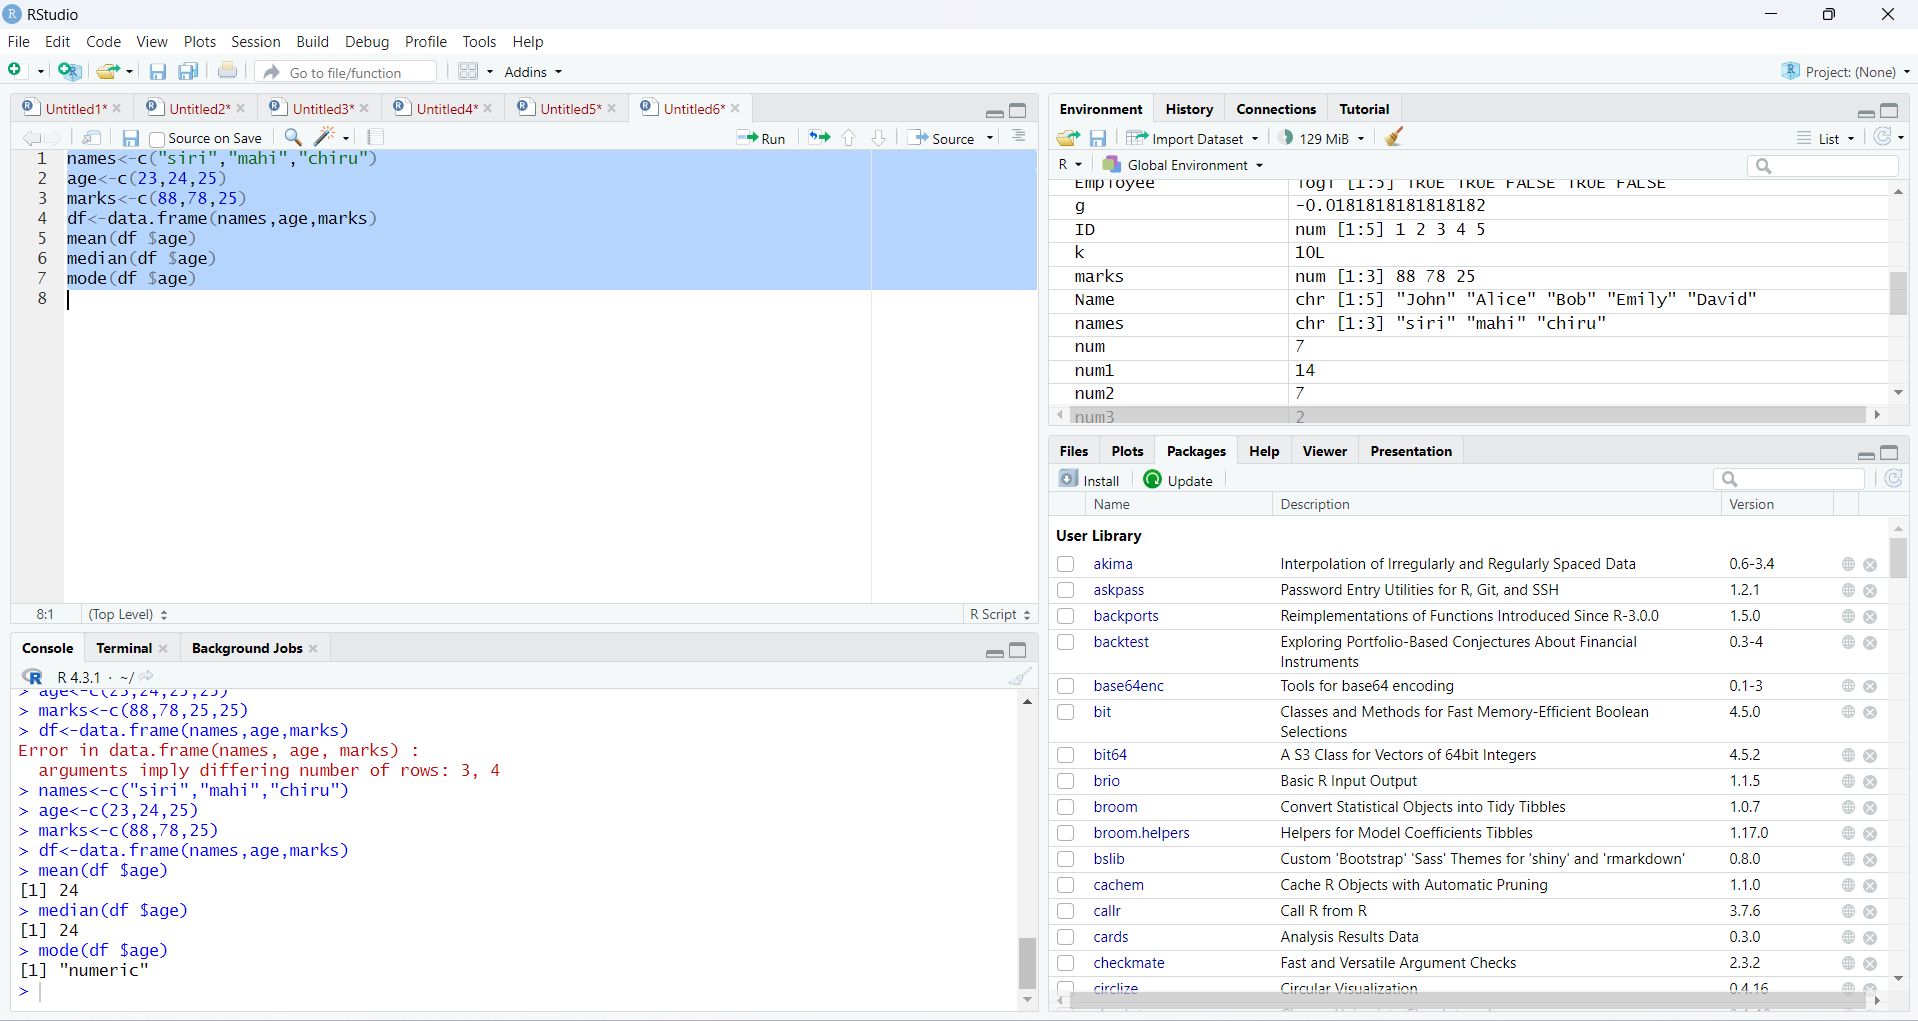 RStudio
File Edit Code View Plots Session Build Debug Profile Tools Help
Go to file/function Addins Project: (None)
Untitled1* Untitled2* Untitled3* Untitled4* Untitled5* Untitled6*
Source on Save Run Source
1 names<-c("siri","mahi","chiru")
2 age<-c(23,24,25)
3 marks<-c(88,78,25)
4 df<-data.frame(names,age,marks)
5 mean(df $age)
6 median(df $age)
7 mode(df $age)
8
8:1 (Top Level) R Script
Console Terminal Background Jobs
R 4.3.1 · ~/
> age<-c(23,24,25,25)
> marks<-c(88,78,25,25)
> df<-data.frame(names,age,marks)
Error in data.frame(names, age, marks) :
arguments imply differing number of rows: 3, 4
> names<-c("siri","mahi","chiru")
> age<-c(23,24,25)
> marks<-c(88,78,25)
> df<-data.frame(names,age,marks)
> mean(df $age)
[1] 24
> median(df $age)
[1] 24
> mode(df $age)
[1] "numeric"
>
Environment History Connections Tutorial
Import Dataset 129 MiB List
R Global Environment
Employee logi [1:5] TRUE TRUE FALSE TRUE FALSE
g -0.0181818181818182
ID num [1:5] 1 2 3 4 5
k 10L
marks num [1:3] 88 78 25
Name chr [1:5] "John" "Alice" "Bob" "Emily" "David"
names chr [1:3] "siri" "mahi" "chiru"
num 7
num1 14
num2 7
num3 2
Files Plots Packages Help Viewer Presentation
Install Update
Name Description Version
User Library
akima Interpolation of Irregularly and Regularly Spaced Data 0.6-3.4
askpass Password Entry Utilities for R, Git, and SSH 1.2.1
backports Reimplementations of Functions Introduced Since R-3.0.0 1.5.0
backtest Exploring Portfolio-Based Conjectures About Financial 0.3-4
Instruments
base64enc Tools for base64 encoding 0.1-3
bit Classes and Methods for Fast Memory-Efficient Boolean 4.5.0
Selections
bit64 A S3 Class for Vectors of 64bit Integers 4.5.2
brio Basic R Input Output 1.1.5
broom Convert Statistical Objects into Tidy Tibbles 1.0.7
broom.helpers Helpers for Model Coefficients Tibbles 1.17.0
bslib Custom 'Bootstrap' 'Sass' Themes for 'shiny' and 'rmarkdown' 0.8.0
cachem Cache R Objects with Automatic Pruning 1.1.0
callr Call R from R 3.7.6
cards Analysis Results Data 0.3.0
checkmate Fast and Versatile Argument Checks 2.3.2
circlize Circular Visualization 0.4.16